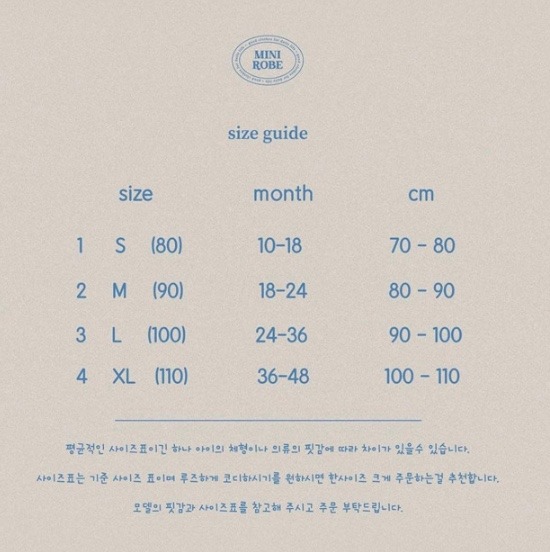 MINI
ROBE
size guide
size month cm
1 S (80) 10-18 70 - 80
2 M (90) 18-24 80 - 90
3 L (100) 24-36 90 - 100
4 XL (110) 36-48 100 - 110
평균적인 사이즈표이긴 하나 아이의 체형이나 의류의 핏감에 따라 차이가 있을수 있습니다.
사이즈표는 기준 사이즈 표이며 루즈하게 코디하시기를 원하시면 한사이즈 크게 주문하는걸 추천합니다.
모델의 핏감과 사이즈표를 참고해 주시고 주문 부탁드립니다.